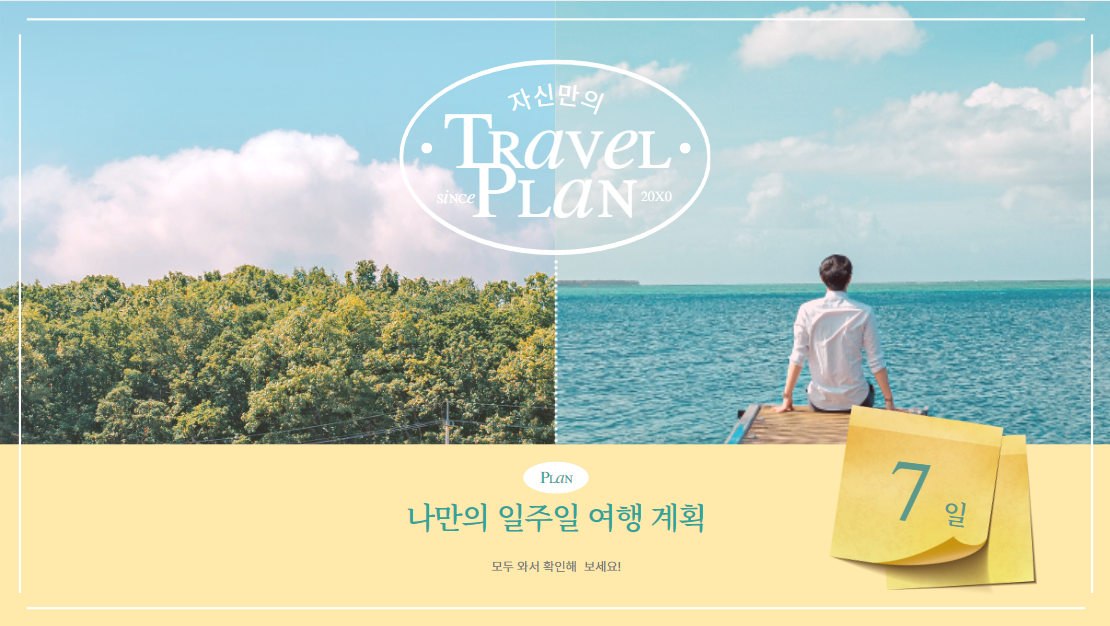 자신만의
TRaveL
PLaN
siNCe
20X0
PLaN
나만의 일주일 여행 계획
모두 와서 확인해 보세요!
7 일